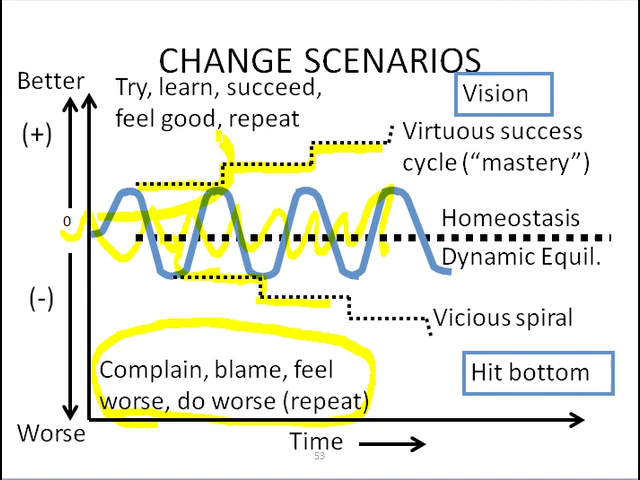 CHANGE SCENARIOS
Better
Try, learn, succeed,
feel good, repeat
Vision
(+)
Virtuous success
cycle (“mastery”)
0
Homeostasis
Dynamic Equil.
(-)
Vicious spiral
Complain, blame, feel
worse, do worse (repeat)
Hit bottom
Worse
Time
53